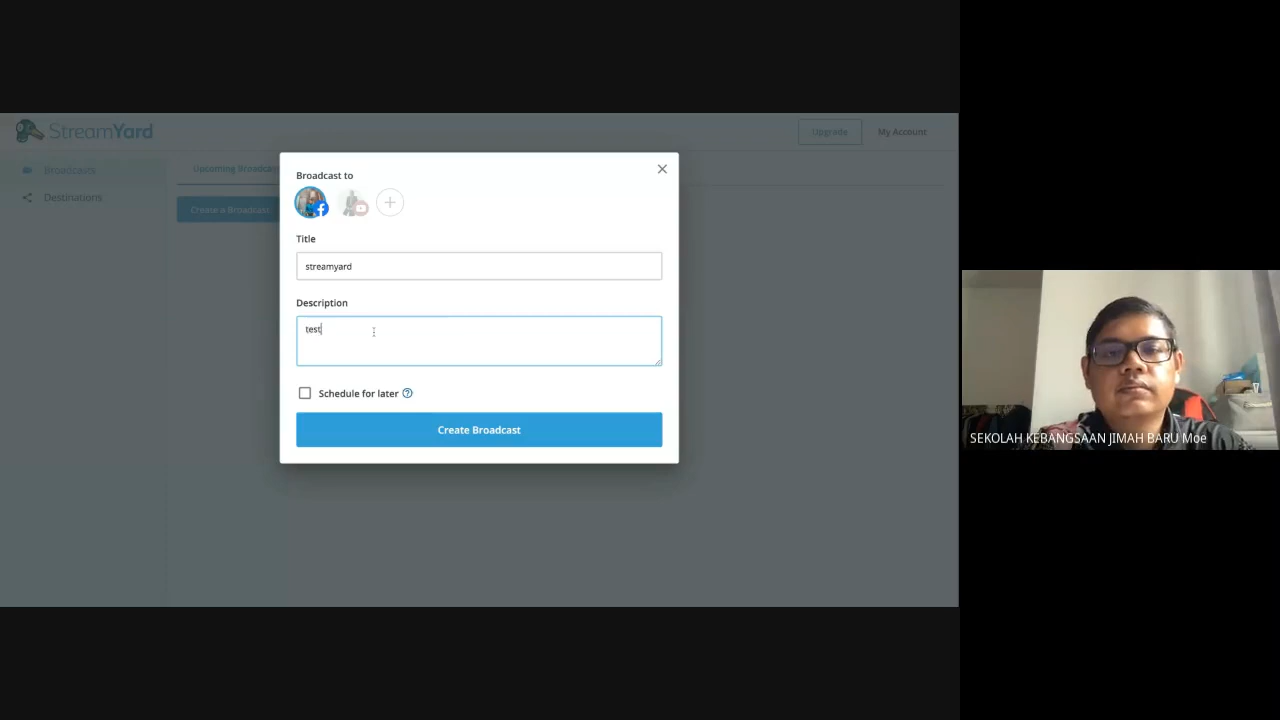 StreamYard
Upgrade
My Account
Broadcasts
Destinations
Upcoming Broadcasts
Create a Broadcast
Broadcast to
Title
streamyard
Description
test
Schedule for later
Create Broadcast
SEKOLAH KEBANGSAAN JIMAH BARU Moe